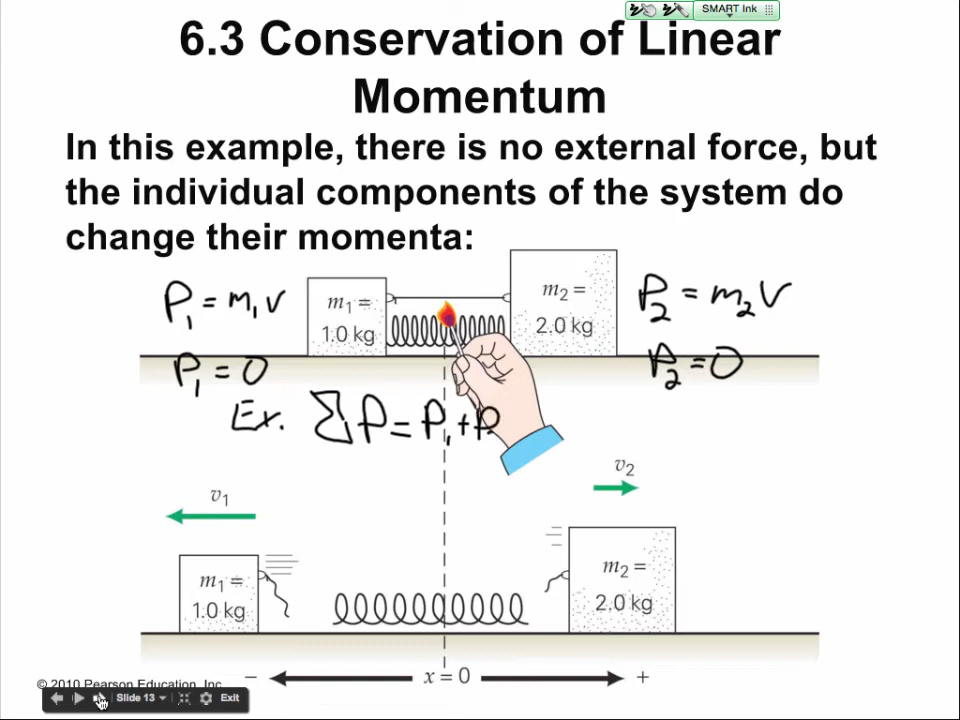 SMART Ink
6.3 Conservation of Linear
Momentum
In this example, there is no external force, but
the individual components of the system do
change their momenta:
P₁ = m₁ v
m₁ =
1.0 kg
m₂ =
2.0 kg
P₂ = m₂ v
P₁ = 0
P₂ = 0
Ex. ΣP = P₁ + P₂
v₁
v₂
m₁ =
1.0 kg
m₂ =
2.0 kg
© 2010 Pearson Education, Inc.
− x = 0 +
Slide 13 Exit